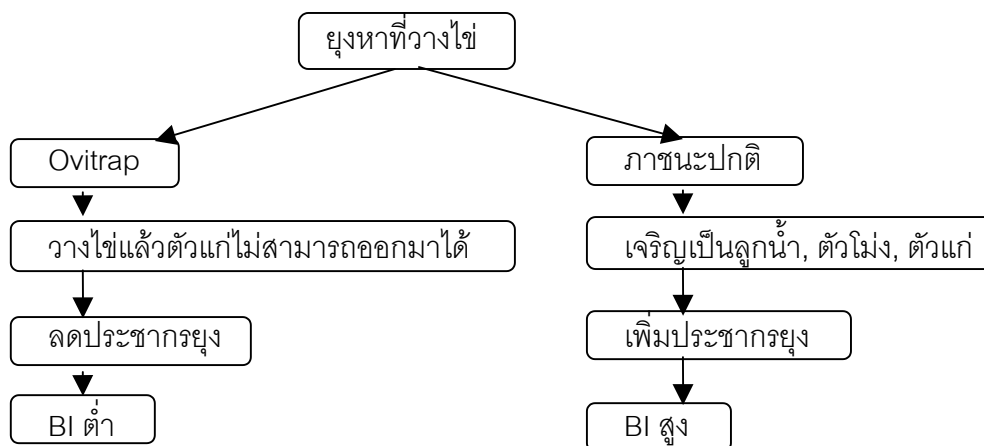 ยุงหาที่วางไข่
Ovitrap
ภาชนะปกติ
วางไข่แล้วตัวแก่ไม่สามารถออกมาได้
เจริญเป็นลูกน้ำ, ตัวโม่ง, ตัวแก่
ลดประชากรยุง
เพิ่มประชากรยุง
BI ต่ำ
BI สูง